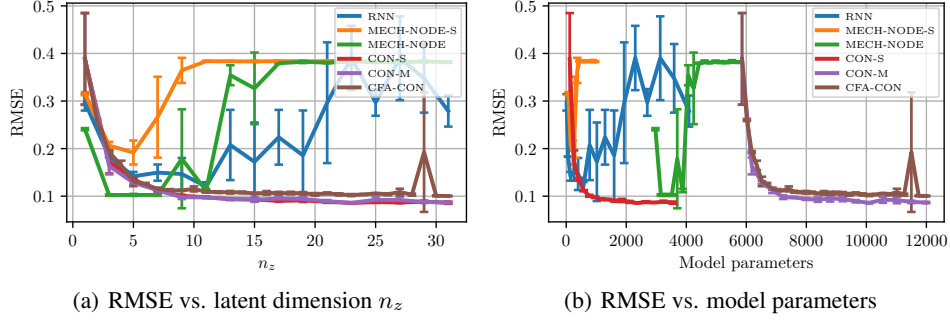 0.5
0.4
0.3
0.2
0.1
RMSE
0
5
10
15
20
25
30
n_z
RNN
MECH-NODE-S
MECH-NODE
CON-S
CON-M
CFA-CON
(a) RMSE vs. latent dimension n_z
0.5
0.4
0.3
0.2
0.1
RMSE
0
2000
4000
6000
8000
10000
12000
Model parameters
RNN
MECH-NODE-S
MECH-NODE
CON-S
CON-M
CFA-CON
(b) RMSE vs. model parameters